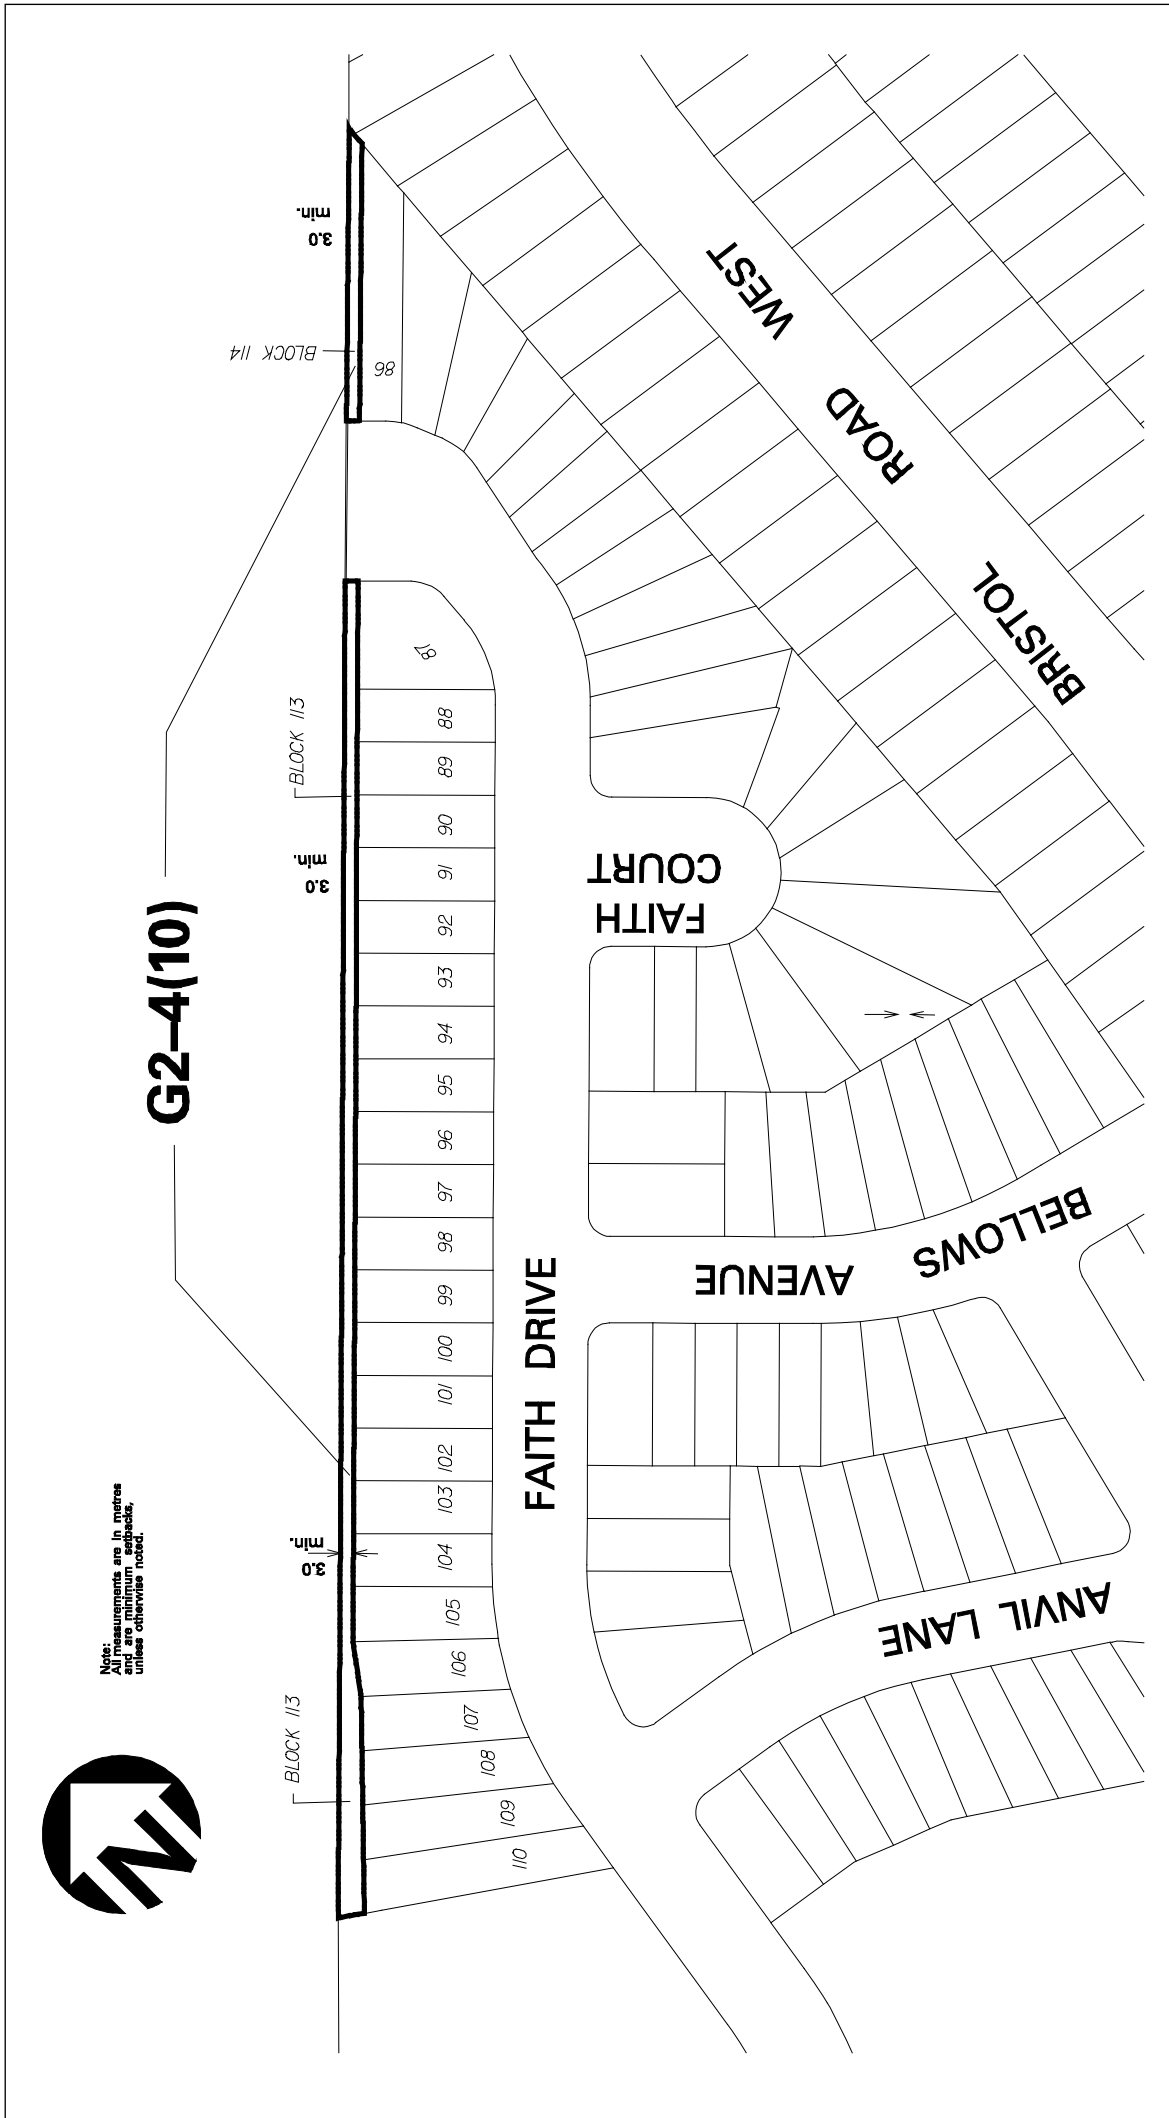 3.0
min.
BLOCK 114
86
WEST
ROAD
BRISTOL
87
BLOCK 113
88
89
3.0
min.
90
91
92
93
94
95
96
97
98
99
100
101
102
103
104
105
106
107
108
109
110
G2–4(10)
FAITH
COURT
FAITH DRIVE
BELLOWS
AVENUE
ANVIL LANE
3.0
min.
BLOCK 113
Note:
All measurements are in metres
and are minimum setbacks,
unless otherwise noted.
N